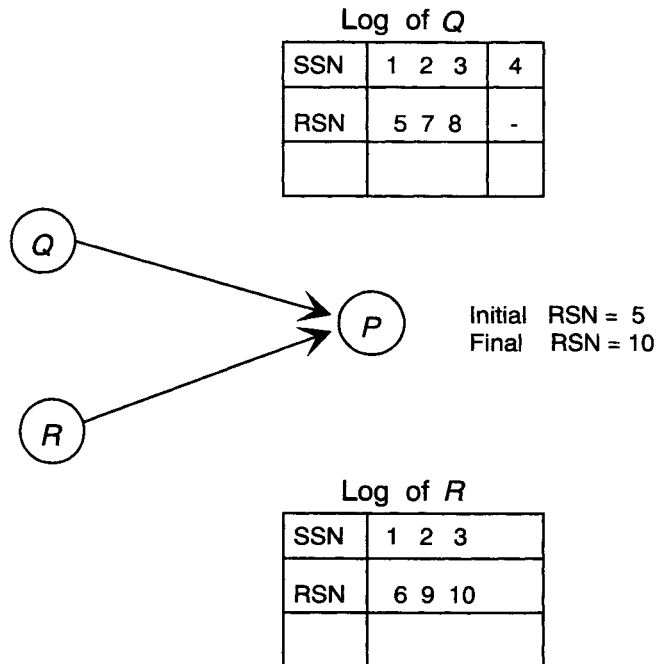 Log of Q
SSN 1 2 3 4
RSN 5 7 8 -
Q
P
Initial RSN = 5
Final RSN = 10
R
Log of R
SSN 1 2 3
RSN 6 9 10